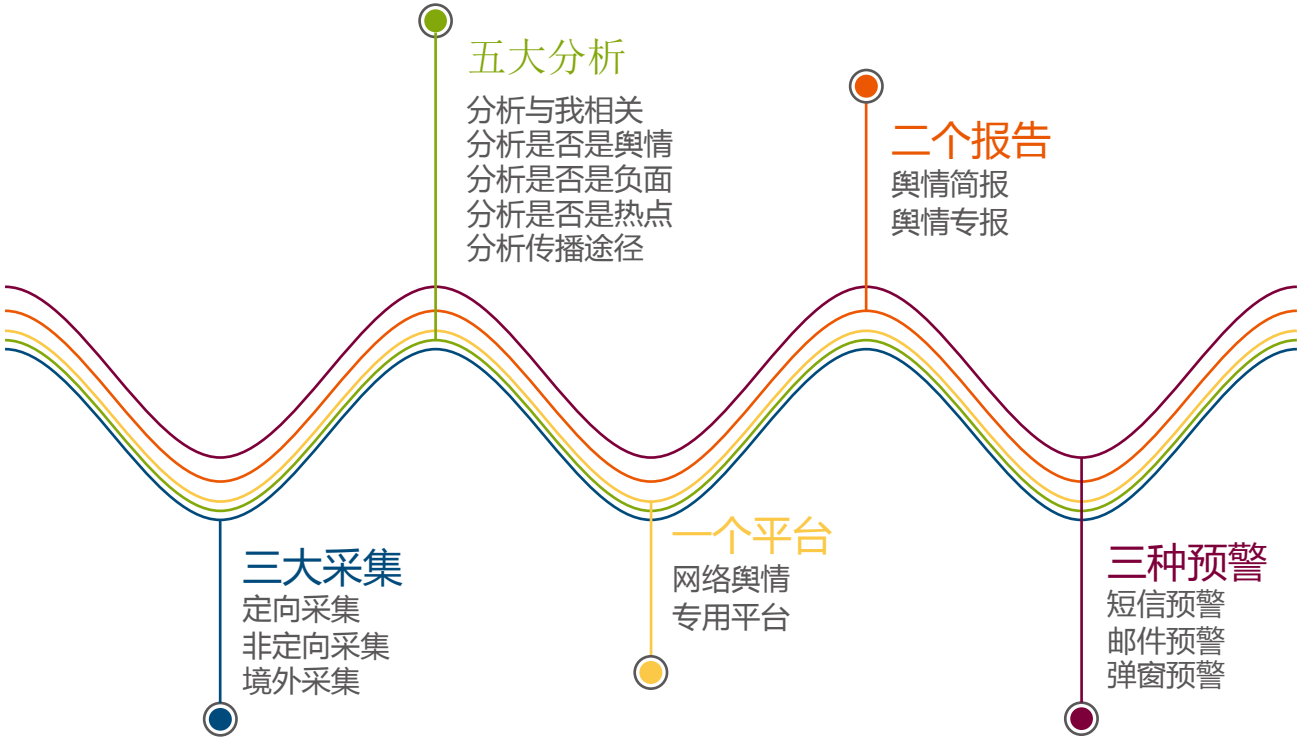 五大分析
分析与我相关
分析是否是舆情
分析是否是负面
分析是否是热点
分析传播途径
二个报告
舆情简报
舆情专报
三大采集
定向采集
非定向采集
境外采集
一个平台
网络舆情
专用平台
三种预警
短信预警
邮件预警
弹窗预警